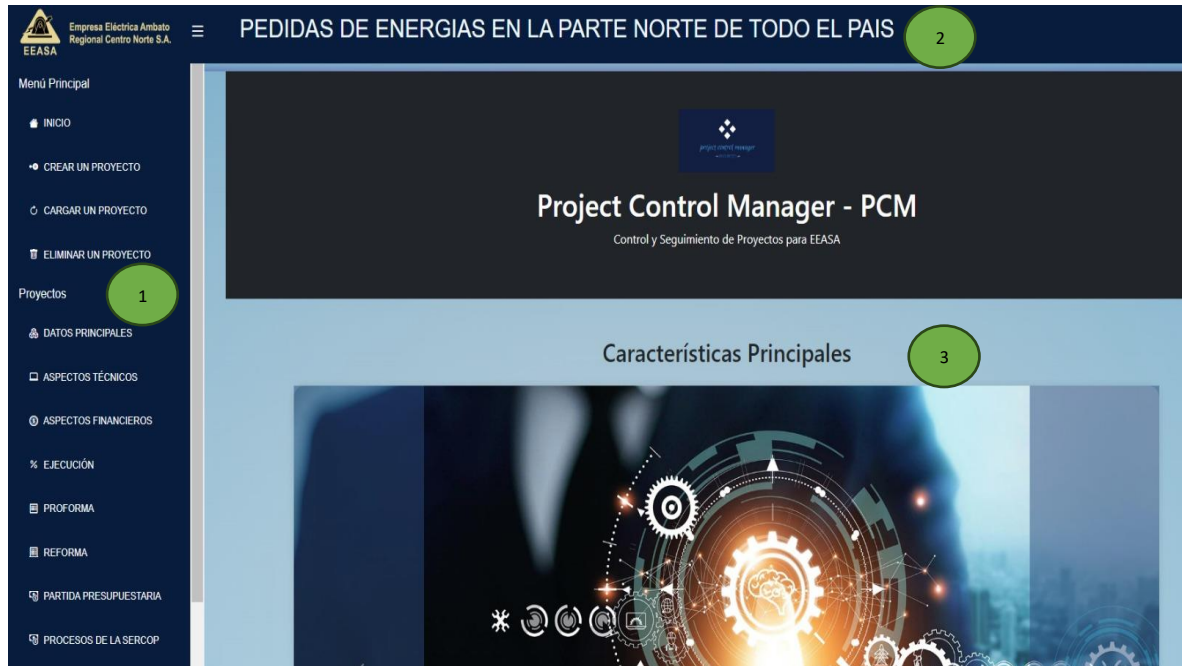 EEASA
Empresa Eléctrica Ambato
Regional Centro Norte S.A.
PEDIDAS DE ENERGIAS EN LA PARTE NORTE DE TODO EL PAIS
2
Menú Principal
INICIO
CREAR UN PROYECTO
CARGAR UN PROYECTO
ELIMINAR UN PROYECTO
Proyectos
1
DATOS PRINCIPALES
ASPECTOS TÉCNICOS
ASPECTOS FINANCIEROS
% EJECUCIÓN
PROFORMA
REFORMA
PARTIDA PRESUPUESTARIA
PROCESOS DE LA SERCOP
project control manager
Project Control Manager - PCM
Control y Seguimiento de Proyectos para EEASA
Características Principales
3